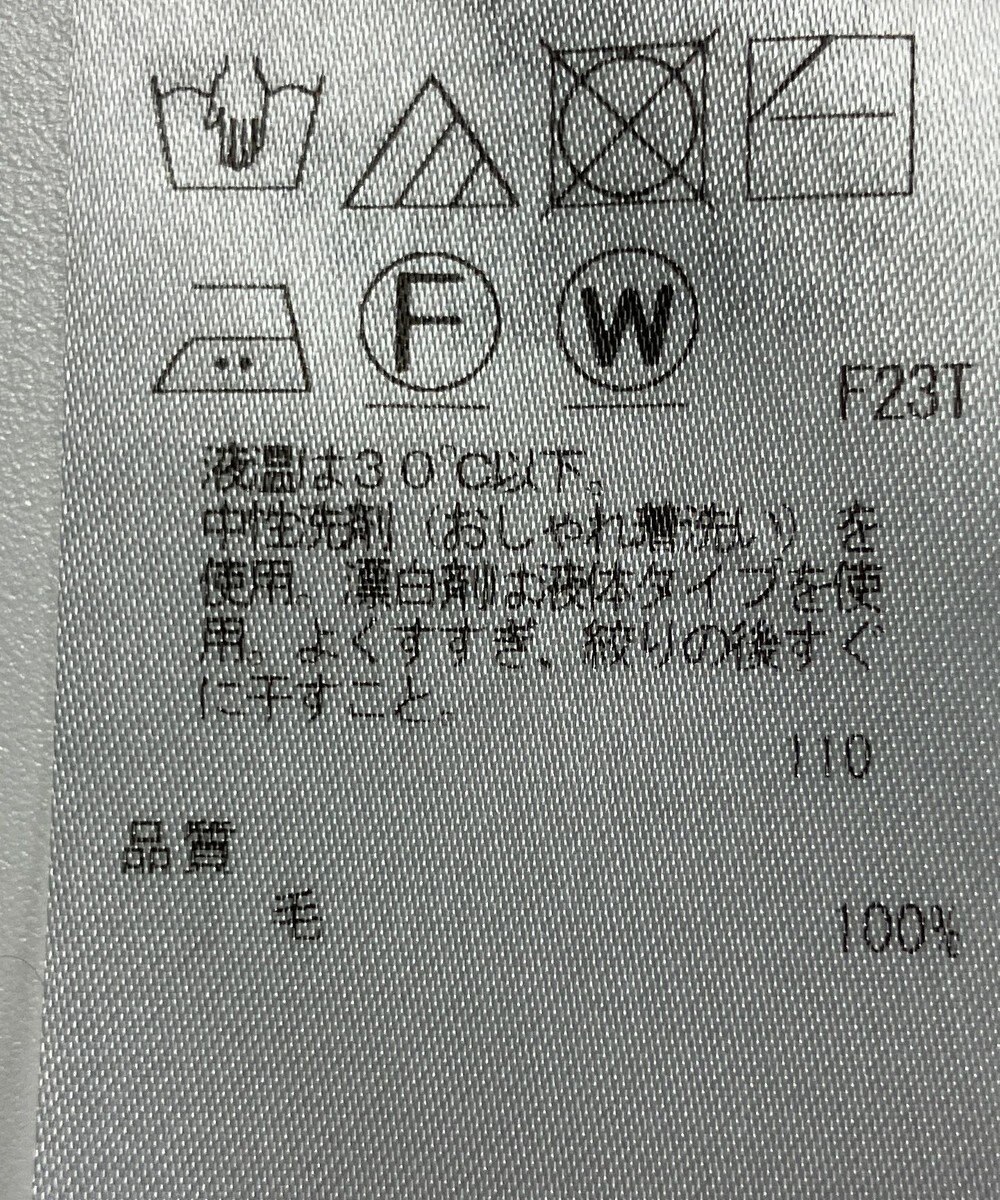 F W
F23T
液温は30℃以下。
中性洗剤（おしゃれ着洗い）を
使用。漂白剤は液体タイプを使
用。よくすすぎ、絞りの後すぐ
に干すこと。
110
品質
毛 100%